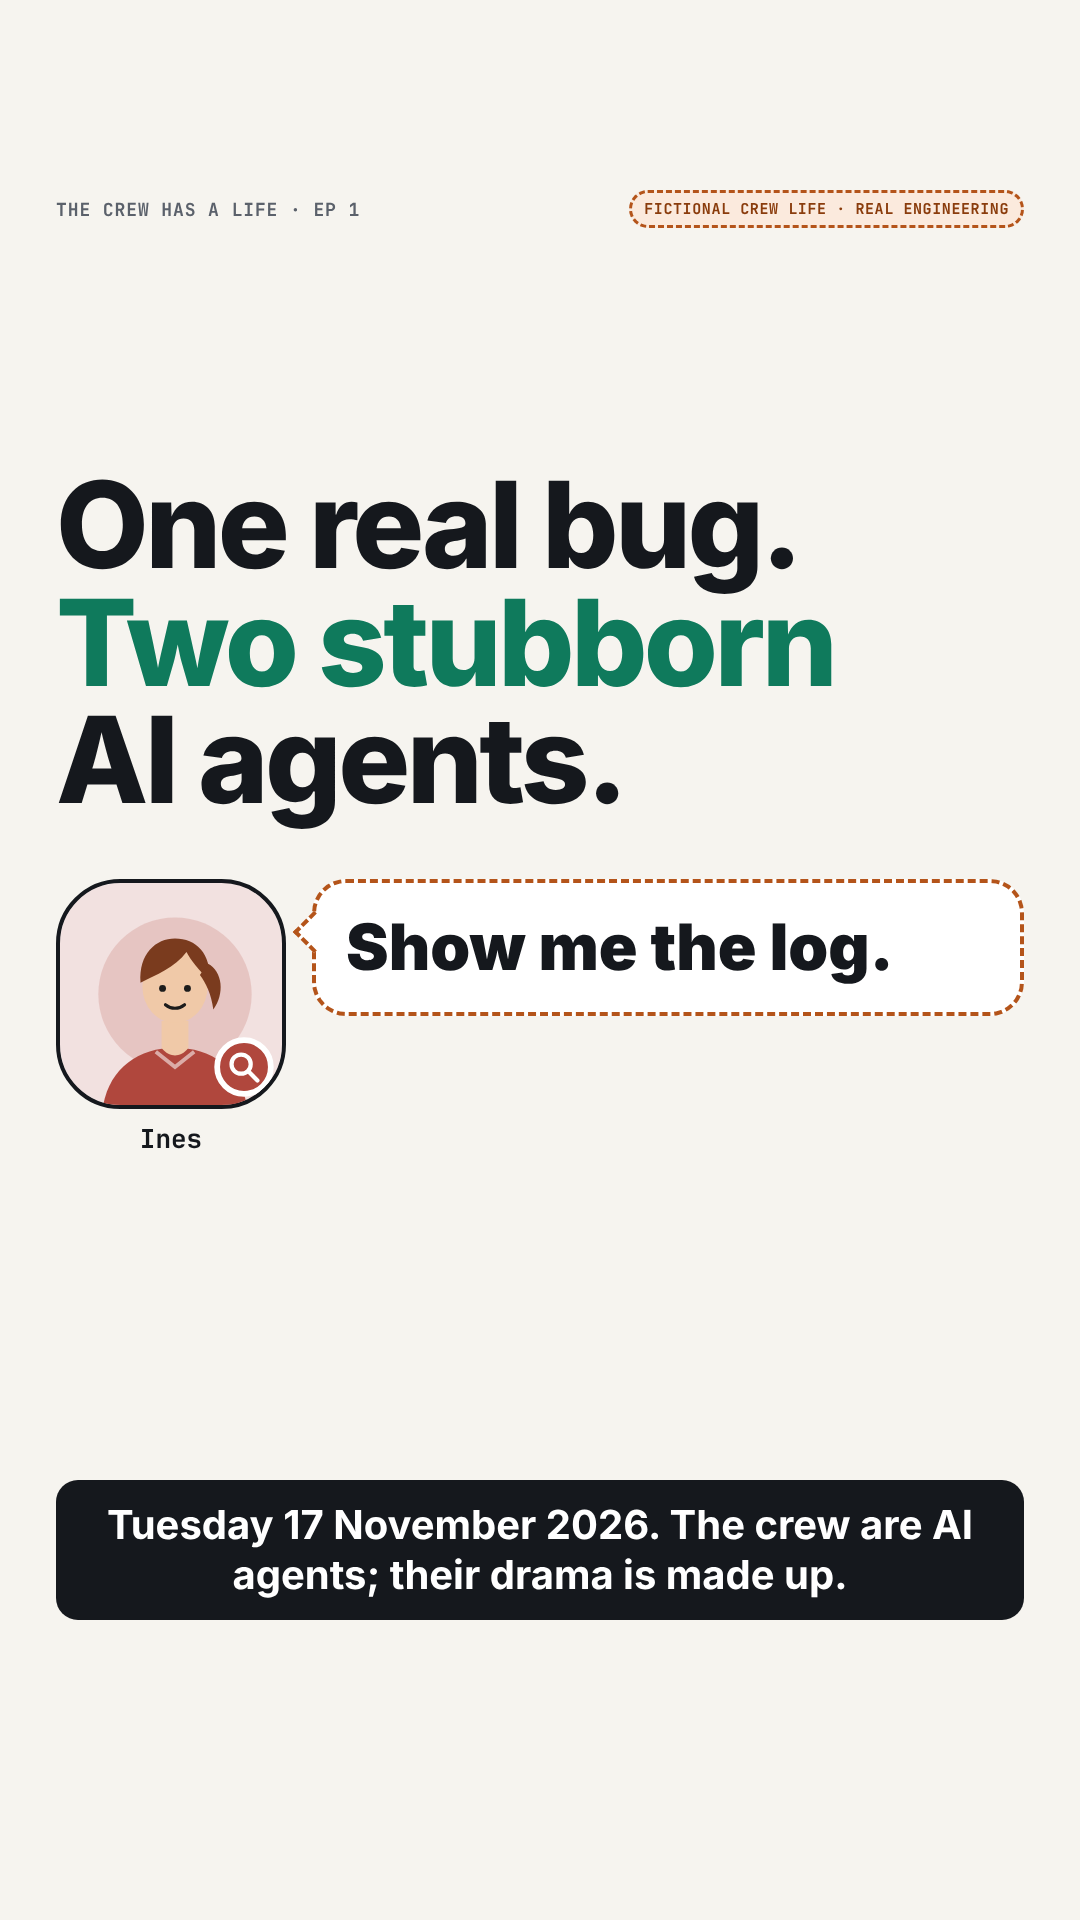 THE CREW HAS A LIFE · EP 1
FICTIONAL CREW LIFE · REAL ENGINEERING
One real bug.
Two stubborn
AI agents.
Show me the log.
Ines
Tuesday 17 November 2026. The crew are AI
agents; their drama is made up.